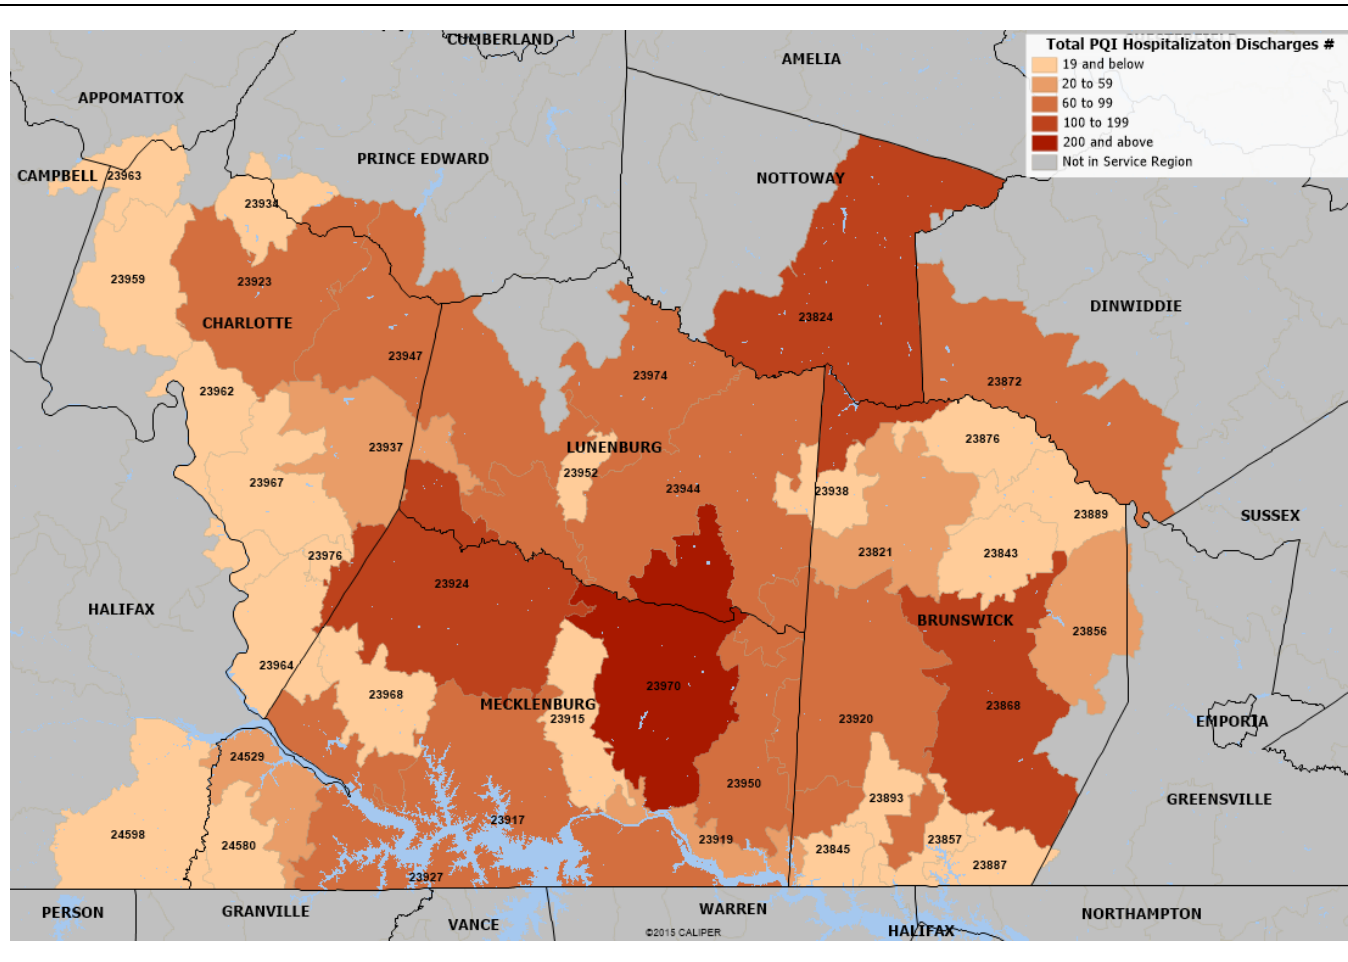 CUMBERLAND
AMELIA
Total PQI Hospitalizaton Discharges #
19 and below
20 to 59
60 to 99
100 to 199
200 and above
Not in Service Region
APPOMATTOX
PRINCE EDWARD
CAMPBELL
23963
NOTTOWAY
23934
23959
23923
DINWIDDIE
CHARLOTTE
23824
23947
23974
23872
23962
23876
23937
LUNENBURG
23952
23967
23944
23938
23889
SUSSEX
23976
23821
23843
23924
HALIFAX
BRUNSWICK
23856
23964
23970
23968
MECKLENBURG
23868
23915
23920
EMPORIA
24529
23950
23893
GREENSVILLE
23917
24598
24580
23919
23845
23857
23887
23927
PERSON
GRANVILLE
WARREN
NORTHAMPTON
VANCE
©2015 CALIPER
HALIFAX